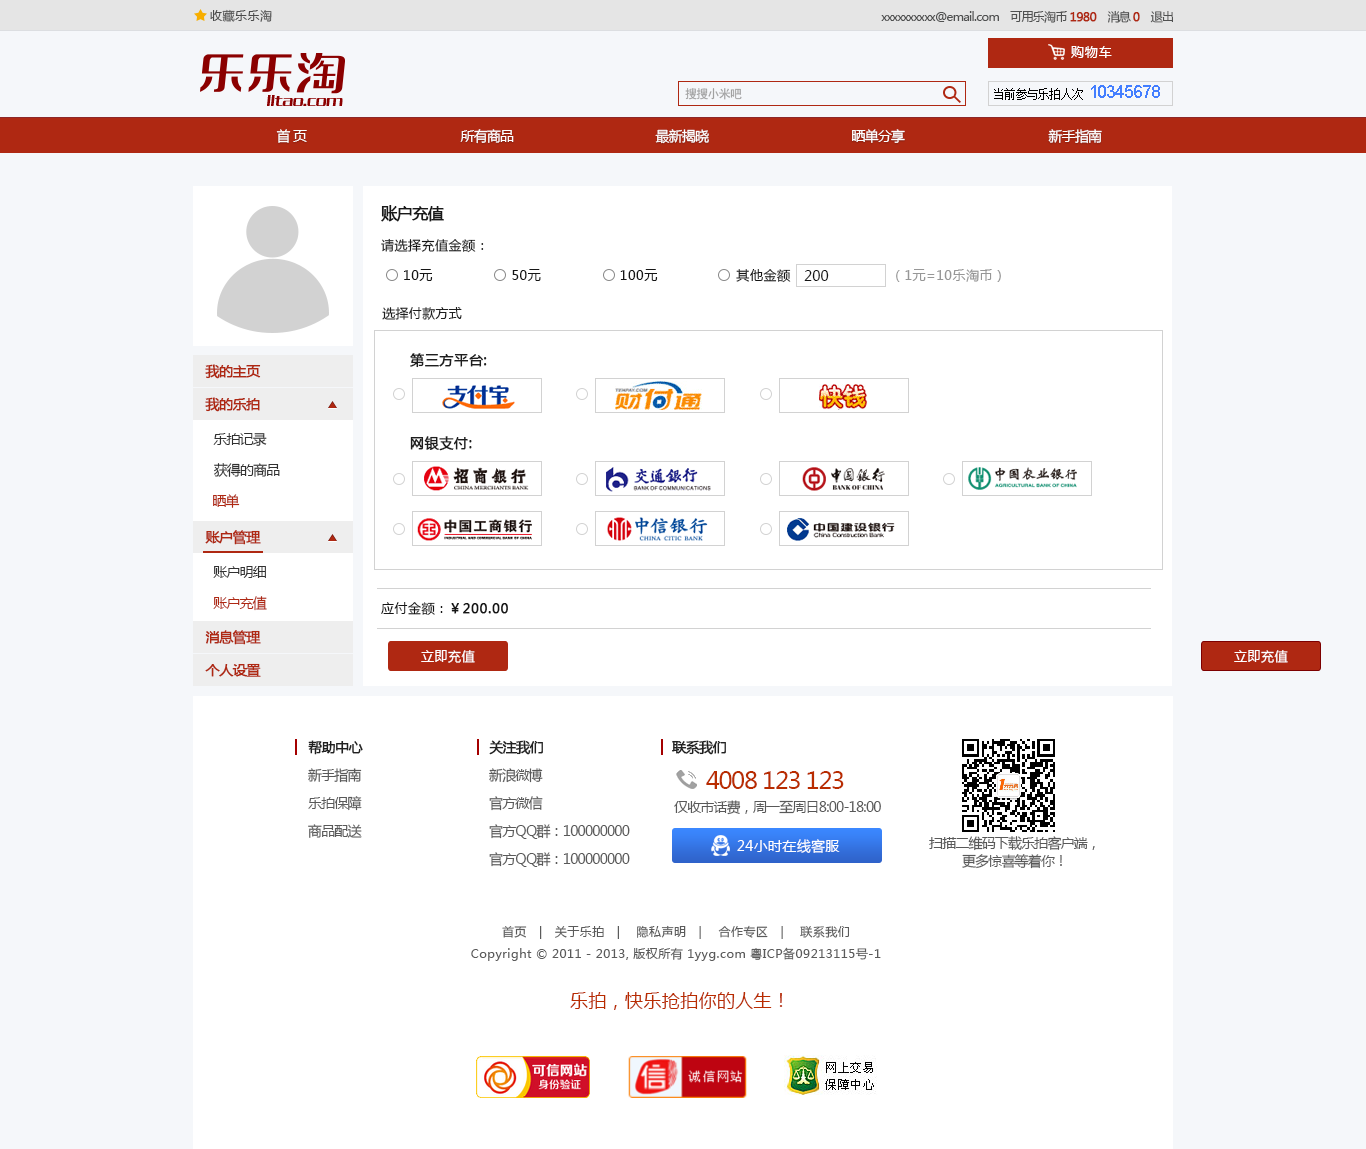 收藏乐乐淘
xxxxxxxxxx@email.com 可用乐淘币 1980 消息 0 退出
乐乐淘
lltao.com
购物车
搜搜小米吧
当前参与乐拍人次 10345678
首 页 所有商品 最新揭晓 晒单分享 新手指南
账户充值
请选择充值金额：
10元 50元 100元 其他金额 200 （1元=10乐淘币）
选择付款方式
第三方平台:
支付宝 TENPAY.COM 财付通 快钱
网银支付:
招商银行 CHINA MERCHANTS BANK
交通银行 BANK OF COMMUNICATIONS
中国银行 BANK OF CHINA
中国农业银行 AGRICULTURAL BANK OF CHINA
中国工商银行 INDUSTRIAL AND COMMERCIAL BANK OF CHINA
中信银行 CHINA CITIC BANK
中国建设银行 China Construction Bank
应付金额：¥ 200.00
立即充值
立即充值
我的主页
我的乐拍
乐拍记录
获得的商品
晒单
账户管理
账户明细
账户充值
消息管理
个人设置
帮助中心
新手指南
乐拍保障
商品配送
关注我们
新浪微博
官方微信
官方QQ群：100000000
官方QQ群：100000000
联系我们
4008 123 123
仅收市话费，周一至周日8:00-18:00
24小时在线客服
扫描二维码下载乐拍客户端，
更多惊喜等着你！
首页 | 关于乐拍 | 隐私声明 | 合作专区 | 联系我们
Copyright © 2011 - 2013, 版权所有 1yyg.com 粤ICP备09213115号-1
乐拍，快乐抢拍你的人生！
可信网站
身份验证
信 诚信网站
网上交易
保障中心